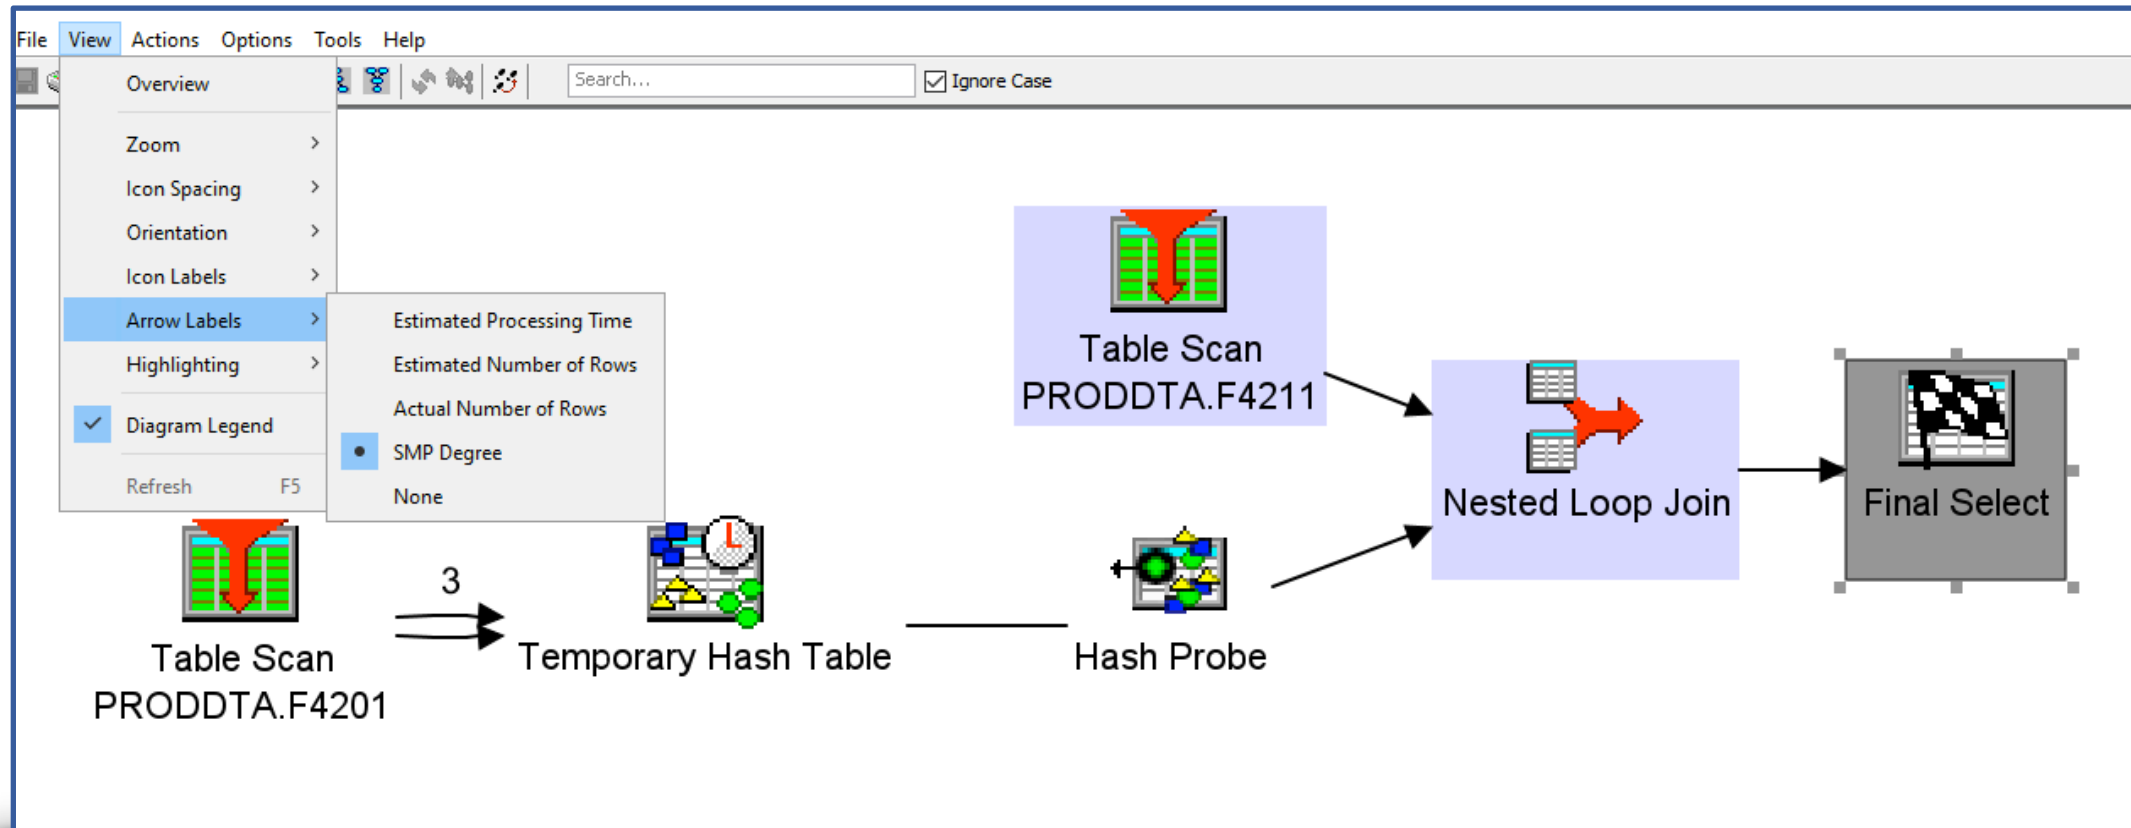 File View Actions Options Tools Help
Search... Ignore Case
Overview
Zoom
Icon Spacing
Orientation
Icon Labels
Arrow Labels
Highlighting
Diagram Legend
Refresh F5
Estimated Processing Time
Estimated Number of Rows
Actual Number of Rows
SMP Degree
None
Table Scan
PRODDTA.F4211
Nested Loop Join
Final Select
3
Table Scan
PRODDTA.F4201
Temporary Hash Table
Hash Probe